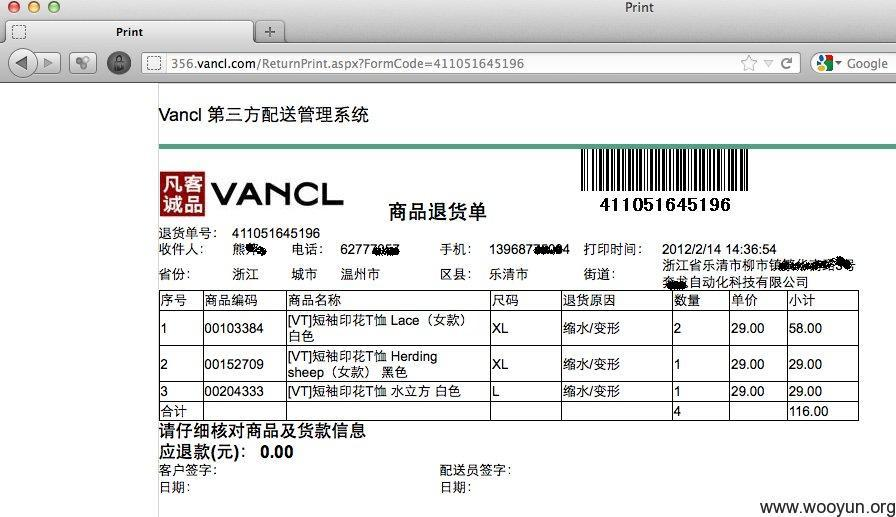 Print
Print
356.vancl.com/ReturnPrint.aspx?FormCode=411051645196
Google
Vancl 第三方配送管理系统
凡客诚品 VANCL
商品退货单
411051645196
退货单号： 411051645196
收件人： 熊 电话： 62777 手机： 13968 打印时间： 2012/2/14 14:36:54
省份： 浙江 城市 温州市 区县： 乐清市 街道： 浙江省乐清市柳市镇 号
自动化科技有限公司
序号 商品编码 商品名称 尺码 退货原因 数量 单价 小计
1 00103384 [VT]短袖印花T恤 Lace（女款） 白色 XL 缩水/变形 2 29.00 58.00
2 00152709 [VT]短袖印花T恤 Herding sheep（女款） 黑色 XL 缩水/变形 1 29.00 29.00
3 00204333 [VT]短袖印花T恤 水立方 白色 L 缩水/变形 1 29.00 29.00
合计 4 116.00
请仔细核对商品及货款信息
应退款(元)： 0.00
客户签字： 配送员签字：
日期： 日期：
www.wooyun.org